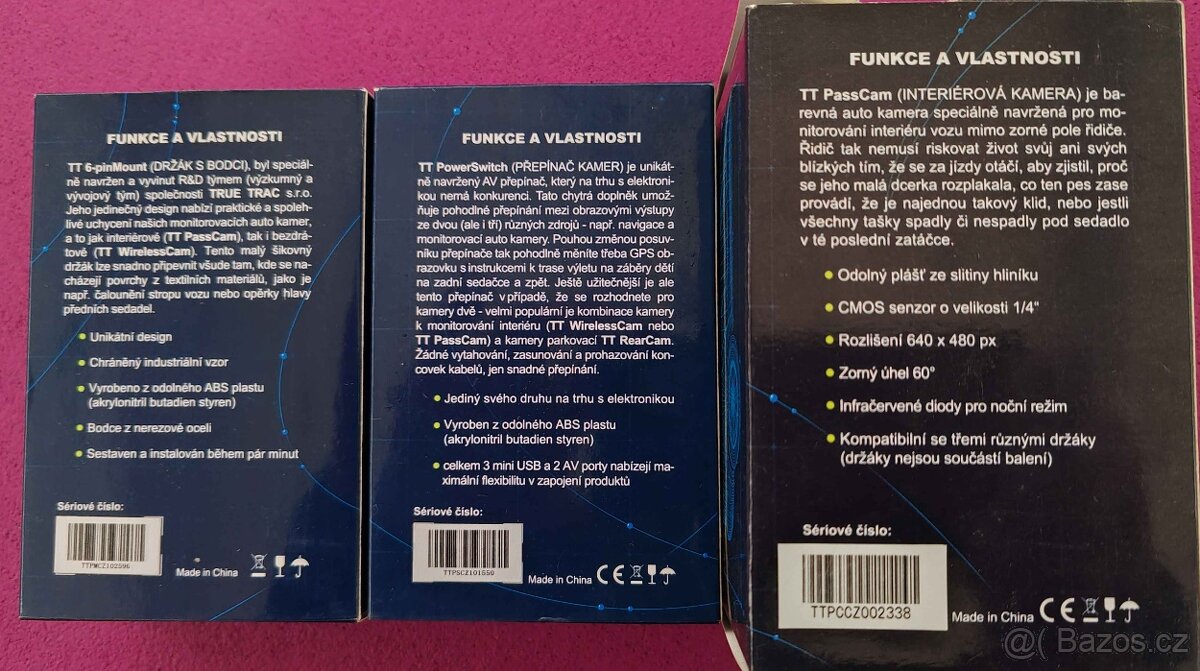 FUNKCE A VLASTNOSTI
TT 6-pinMount (DRŽÁK S BODCI), byl speciál-
ně navržen a vyvinut R&D týmem (výzkumný a
vývojový tým) společnosti TRUE TRAC s.r.o.
Jeho jedinečný design nabízí praktické a spoleh-
livé uchycení našich monitorovacích auto kamer,
a to jak interiérové (TT PassCam), tak i bezdrá-
tové (TT WirelessCam). Tento malý šikovný
držák lze snadno připevnit všude tam, kde se na-
cházejí povrchy z textilních materiálů, jako je
např. čalounění stropu vozu nebo opěrky hlavy
předních sedadel.
Unikátní design
Chráněný industriální vzor
Vyrobeno z odolného ABS plastu
(akrylonitril butadien styren)
Bodce z nerezové oceli
Sestaven a instalován během pár minut
Sériové číslo:
TTPMCZ102596
Made in China
FUNKCE A VLASTNOSTI
TT PowerSwitch (PŘEPÍNAČ KAMER) je unikát-
ně navržený AV přepínač, který na trhu s elektroni-
kou nemá konkurenci. Tato chytrá doplněk umož-
ňuje pohodlné přepínání mezi obrazovými výstupy
ze dvou (ale i tří) různých zdrojů - např. navigace a
monitorovací auto kamery. Pouhou změnou posuv-
níku přepínače tak pohodlně měníte třeba GPS ob-
razovku s instrukcemi k trase výletu na záběry dětí
na zadní sedačce a zpět. Ještě užitečnější je ale
tento přepínač v případě, že se rozhodnete pro
kamery dvě - velmi populární je kombinace kamery
k monitorování interiéru (TT WirelessCam nebo
TT PassCam) a kamery parkovací TT RearCam.
Žádné vytahování, zasunování a prohazování kon-
covek kabelů, jen snadné přepínání.
Jediný svého druhu na trhu s elektronikou
Vyroben z odolného ABS plastu
(akrylonitril butadien styren)
celkem 3 mini USB a 2 AV porty nabízejí ma-
ximální flexibilitu v zapojení produktů
Sériové číslo:
TTPSCZ101550
Made in China CE
FUNKCE A VLASTNOSTI
TT PassCam (INTERIÉROVÁ KAMERA) je ba-
revná auto kamera speciálně navržená pro mo-
nitorování interiéru vozu mimo zorné pole řidiče.
Řidič tak nemusí riskovat život svůj ani svých
blízkých tím, že se za jízdy otáčí, aby zjistil, proč
se jeho malá dcerka rozplakala, co ten pes zase
provádí, že je najednou takový klid, nebo jestli
všechny tašky spadly či nespadly pod sedadlo
v té poslední zatáčce.
Odolný plášť ze slitiny hliníku
CMOS senzor o velikosti 1/4"
Rozlišení 640 x 480 px
Zorný úhel 60°
Infračervené diody pro noční režim
Kompatibilní se třemi různými držáky
(držáky nejsou součástí balení)
Sériové číslo:
TTPCCZ002338
Made in China CE
@( Bazos.cz